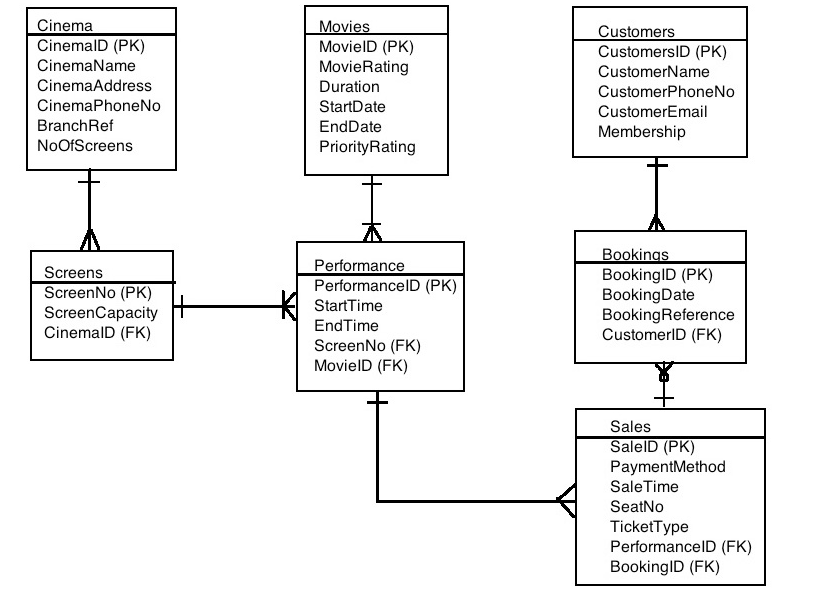 Cinema
CinemaID (PK)
CinemaName
CinemaAddress
CinemaPhoneNo
BranchRef
NoOfScreens
Movies
MovieID (PK)
MovieRating
Duration
StartDate
EndDate
PriorityRating
Customers
CustomersID (PK)
CustomerName
CustomerPhoneNo
CustomerEmail
Membership
Screens
ScreenNo (PK)
ScreenCapacity
CinemaID (FK)
Performance
PerformanceID (PK)
StartTime
EndTime
ScreenNo (FK)
MovieID (FK)
Bookings
BookingID (PK)
BookingDate
BookingReference
CustomerID (FK)
Sales
SaleID (PK)
PaymentMethod
SaleTime
SeatNo
TicketType
PerformanceID (FK)
BookingID (FK)